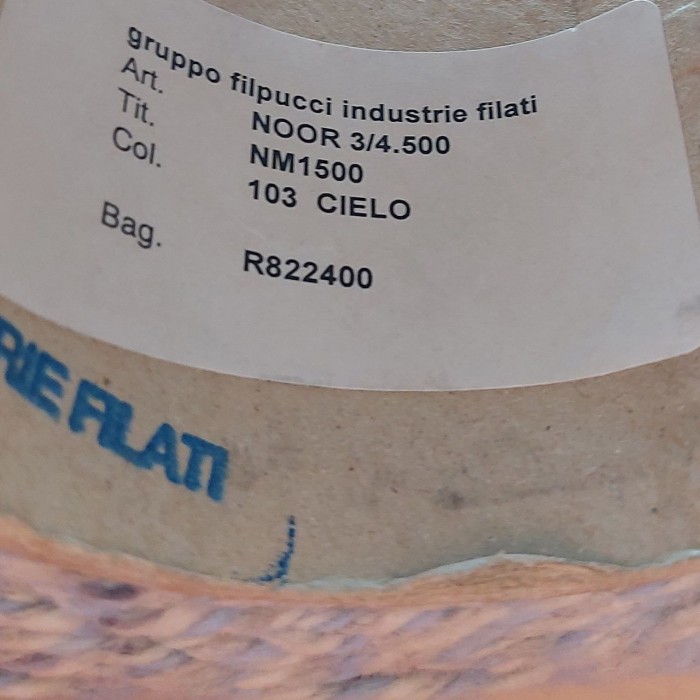 gruppo filpucci industrie filati
Art. NOOR 3/4.500
Tit. NM1500
Col. 103 CIELO
Bag. R822400
RIE FILATI